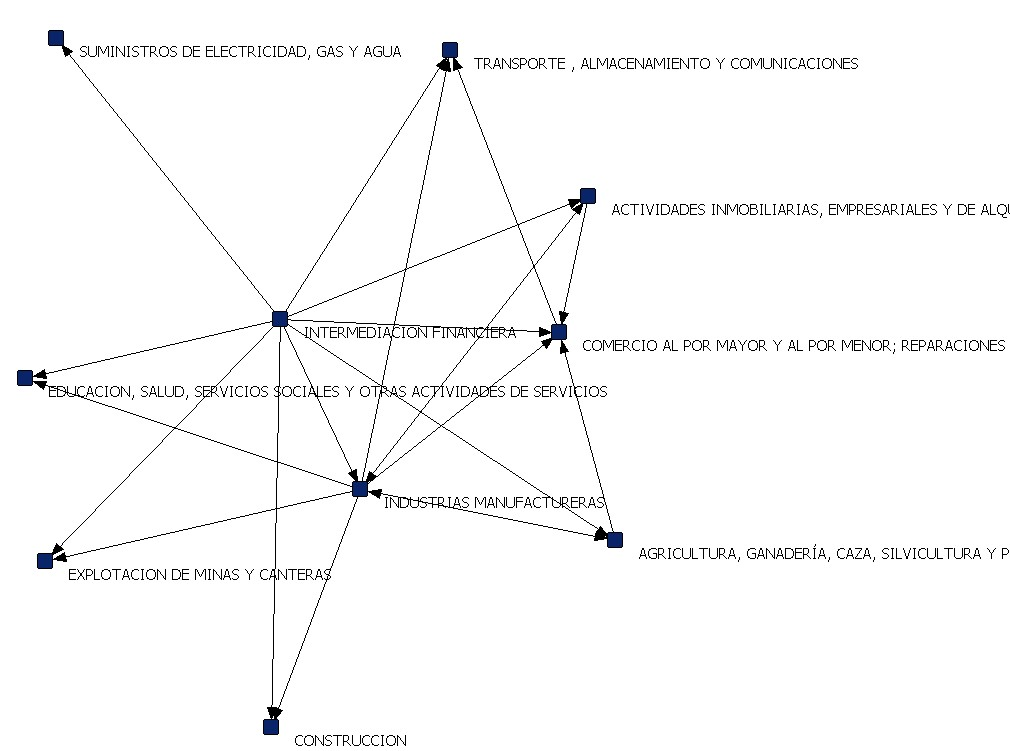 SUMINISTROS DE ELECTRICIDAD, GAS Y AGUA
TRANSPORTE , ALMACENAMIENTO Y COMUNICACIONES
ACTIVIDADES INMOBILIARIAS, EMPRESARIALES Y DE ALQ
INTERMEDIACION FINANCIERA
COMERCIO AL POR MAYOR Y AL POR MENOR; REPARACIONES
EDUCACION, SALUD, SERVICIOS SOCIALES Y OTRAS ACTIVIDADES DE SERVICIOS
INDUSTRIAS MANUFACTURERAS
AGRICULTURA, GANADERÍA, CAZA, SILVICULTURA Y P
EXPLOTACION DE MINAS Y CANTERAS
CONSTRUCCION